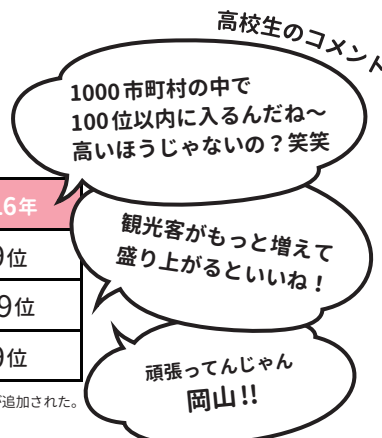 高校生のコメント
1000市町村の中で
100位以内に入るんだね〜
高いほうじゃないの？笑笑
6年
観光客がもっと増えて
盛り上がるといいね！
位
9位
位
頑張ってんじゃん
岡山!!
が追加された。